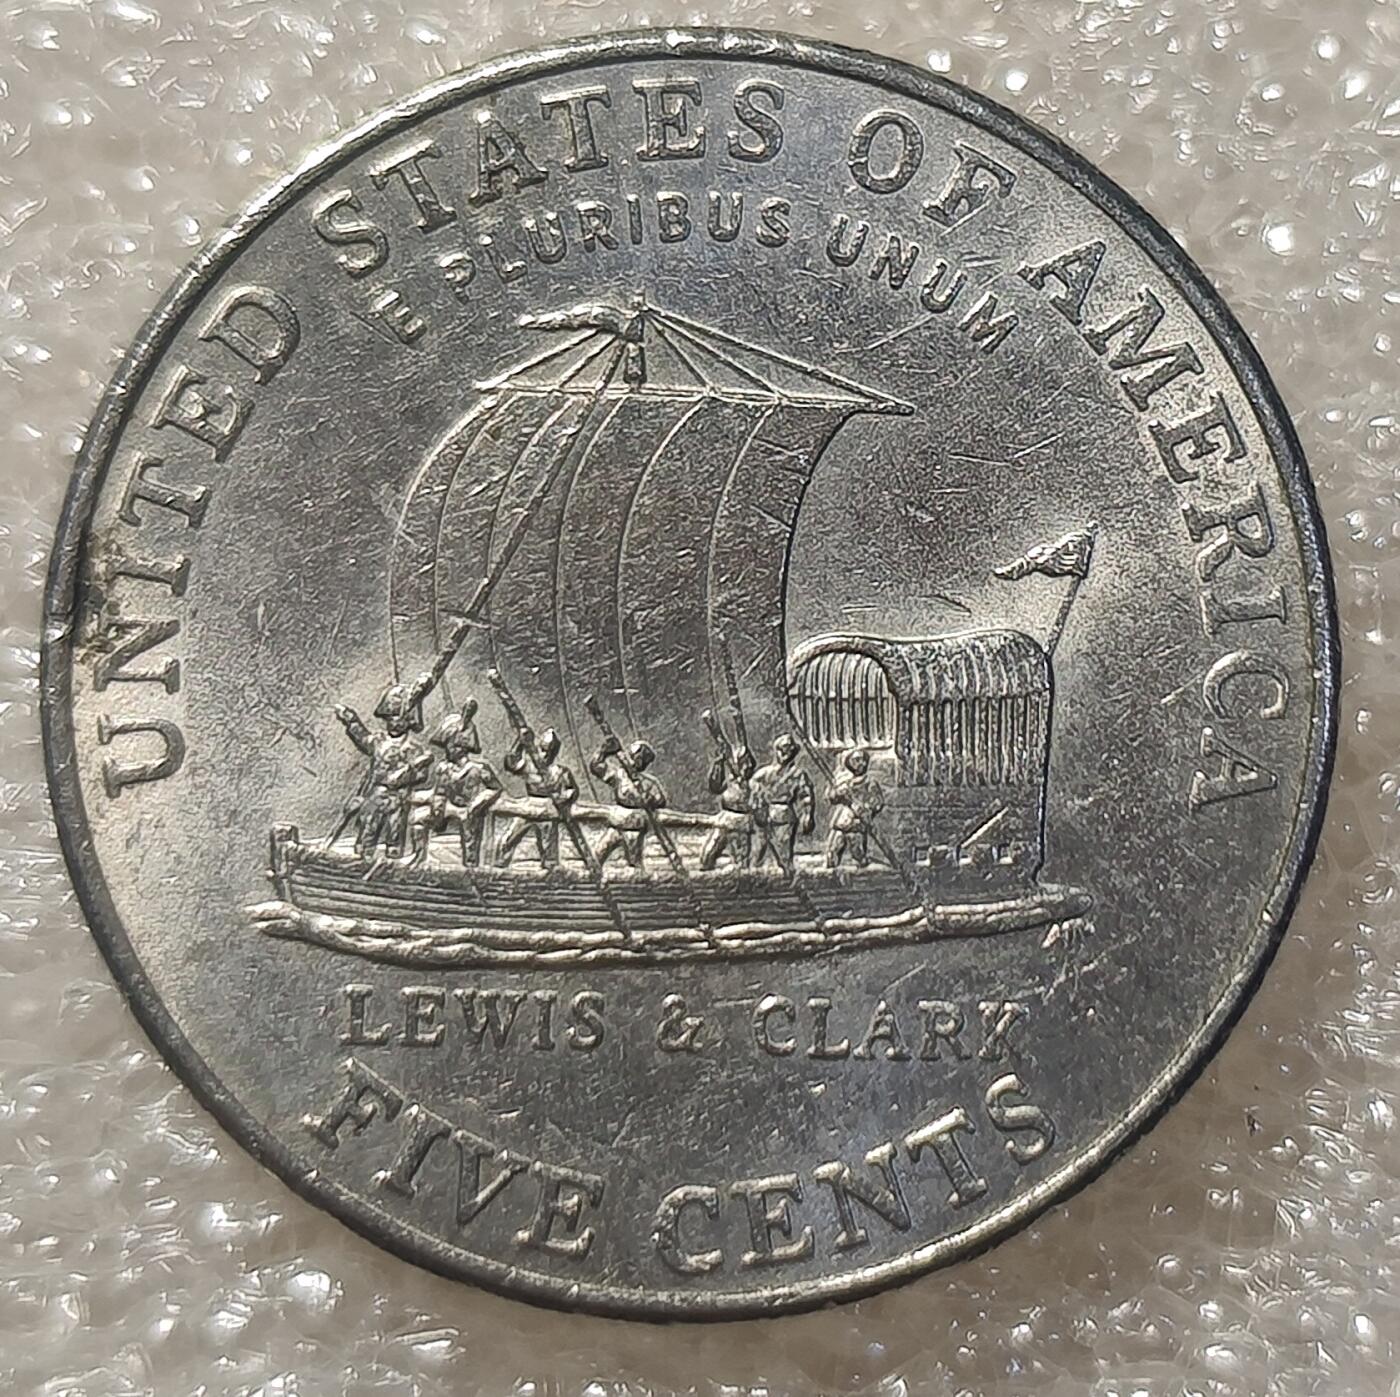 UNITED STATES OF AMERICA
E PLURIBUS UNUM
LEWIS & CLARK
FIVE CENTS